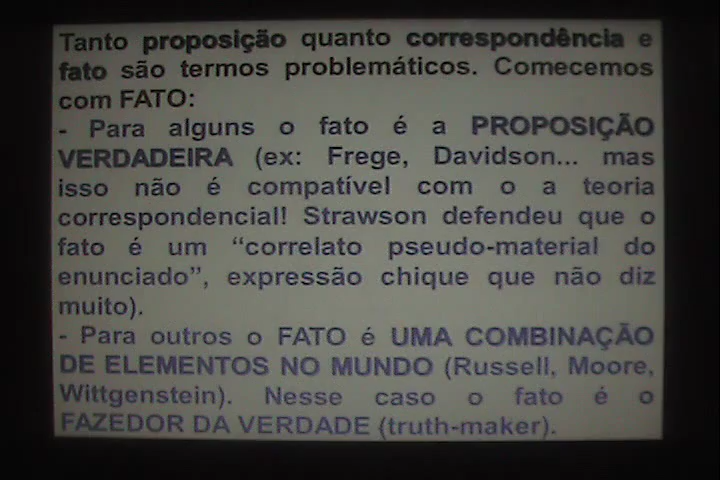 Tanto proposição quanto correspondência e
fato são termos problemáticos. Comecemos
com FATO:
- Para alguns o fato é a PROPOSIÇÃO
VERDADEIRA (ex: Frege, Davidson... mas
isso não é compatível com o a teoria
correspondencial! Strawson defendeu que o
fato é um “correlato pseudo-material do
enunciado”, expressão chique que não diz
muito).
- Para outros o FATO é UMA COMBINAÇÃO
DE ELEMENTOS NO MUNDO (Russell, Moore,
Wittgenstein). Nesse caso o fato é o
FAZEDOR DA VERDADE (truth-maker).